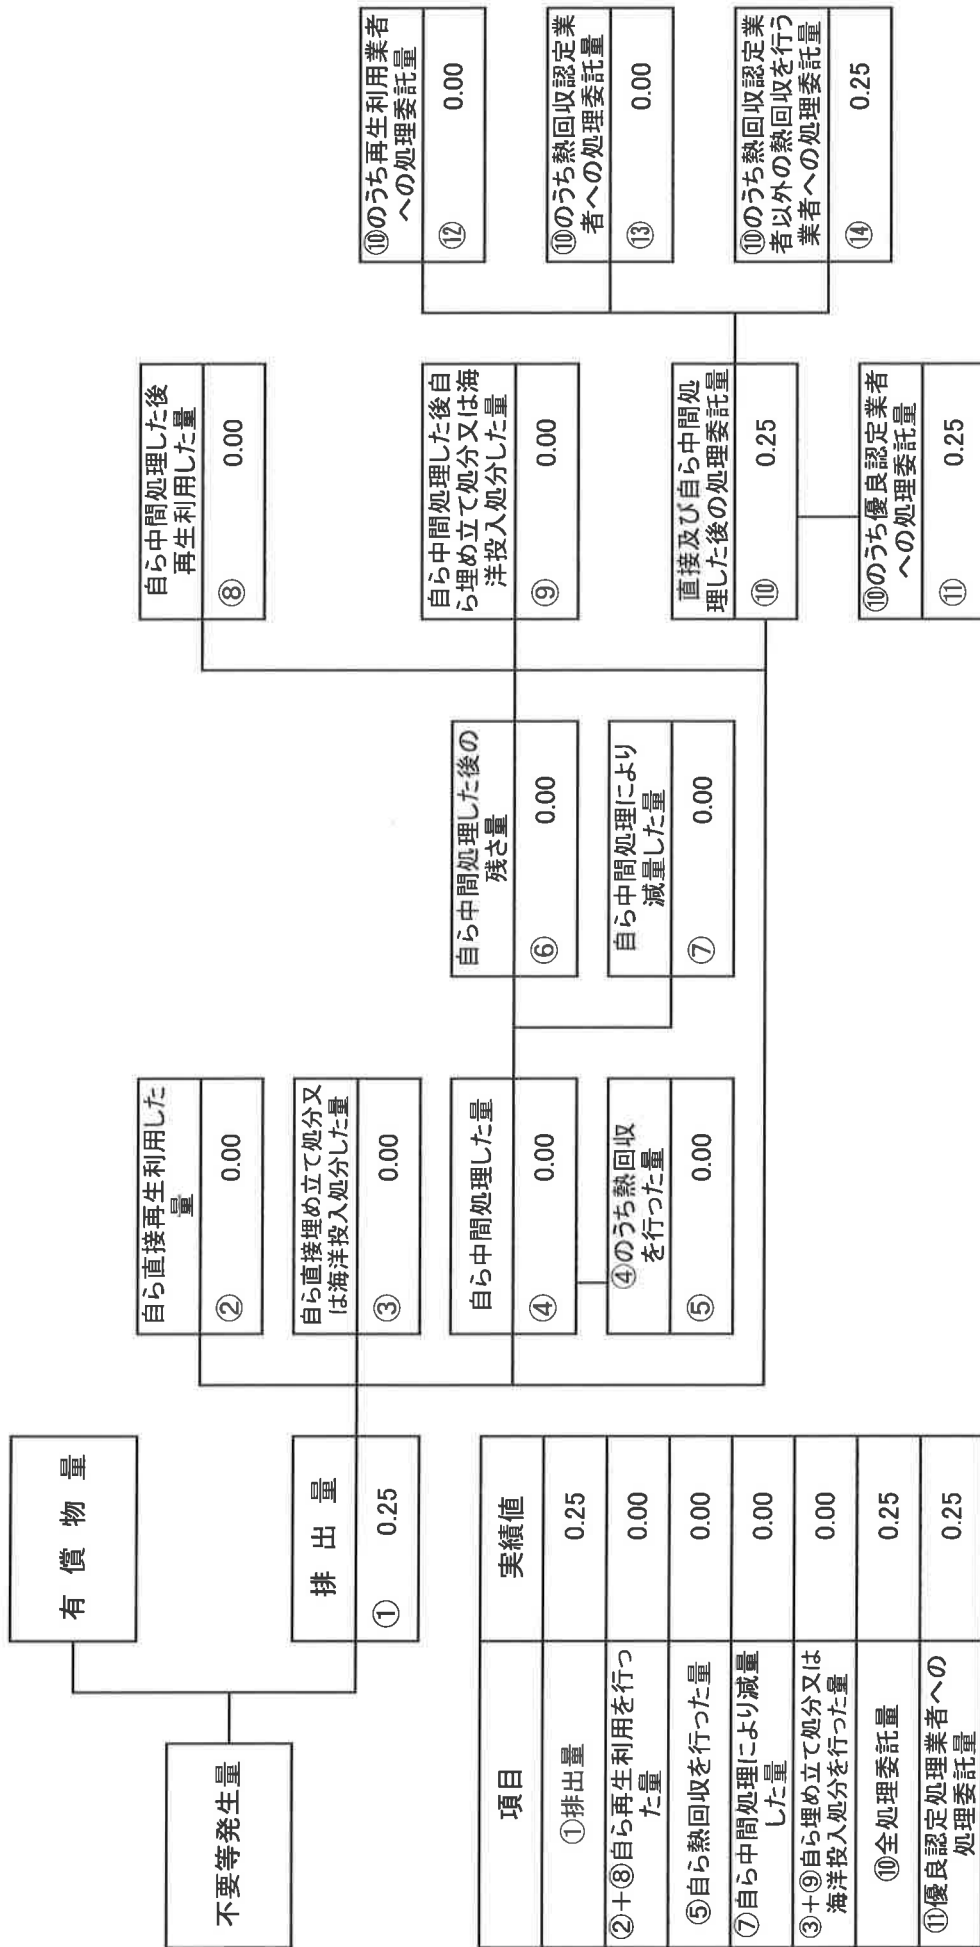 有 償 物 量
不要等発生量
排 出 量
① 0.25
自ら直接再生利用した
量
② 0.00
自ら直接埋め立て処分又
は海洋投入処分した量
③ 0.00
自ら中間処理した量
④ 0.00
④のうち熱回収
を行った量
⑤ 0.00
自ら中間処理した後の
残さ量
⑥ 0.00
自ら中間処理により
減量した量
⑦ 0.00
自ら中間処理した後
再生利用した量
⑧ 0.00
自ら中間処理した後自
ら埋め立て処分又は海
洋投入処分した量
⑨ 0.00
直接及び自ら中間処
理した後の処理委託量
⑩ 0.25
⑩のうち優良認定業者
への処理委託量
⑪ 0.25
⑩のうち再生利用業者
への処理委託量
⑫ 0.00
⑩のうち熱回収認定業
者への処理委託量
⑬ 0.00
⑩のうち熱回収認定業
者以外の熱回収を行う
業者への処理委託量
⑭ 0.25
項目 実績値
①排出量 0.25
②+⑧自ら再生利用を行っ
た量 0.00
⑤自ら熱回収を行った量 0.00
⑦自ら中間処理により減量
した量 0.00
③+⑨自ら埋め立て処分又は
海洋投入処分を行った量 0.00
⑩全処理委託量 0.25
⑪優良認定処理業者への
処理委託量 0.25